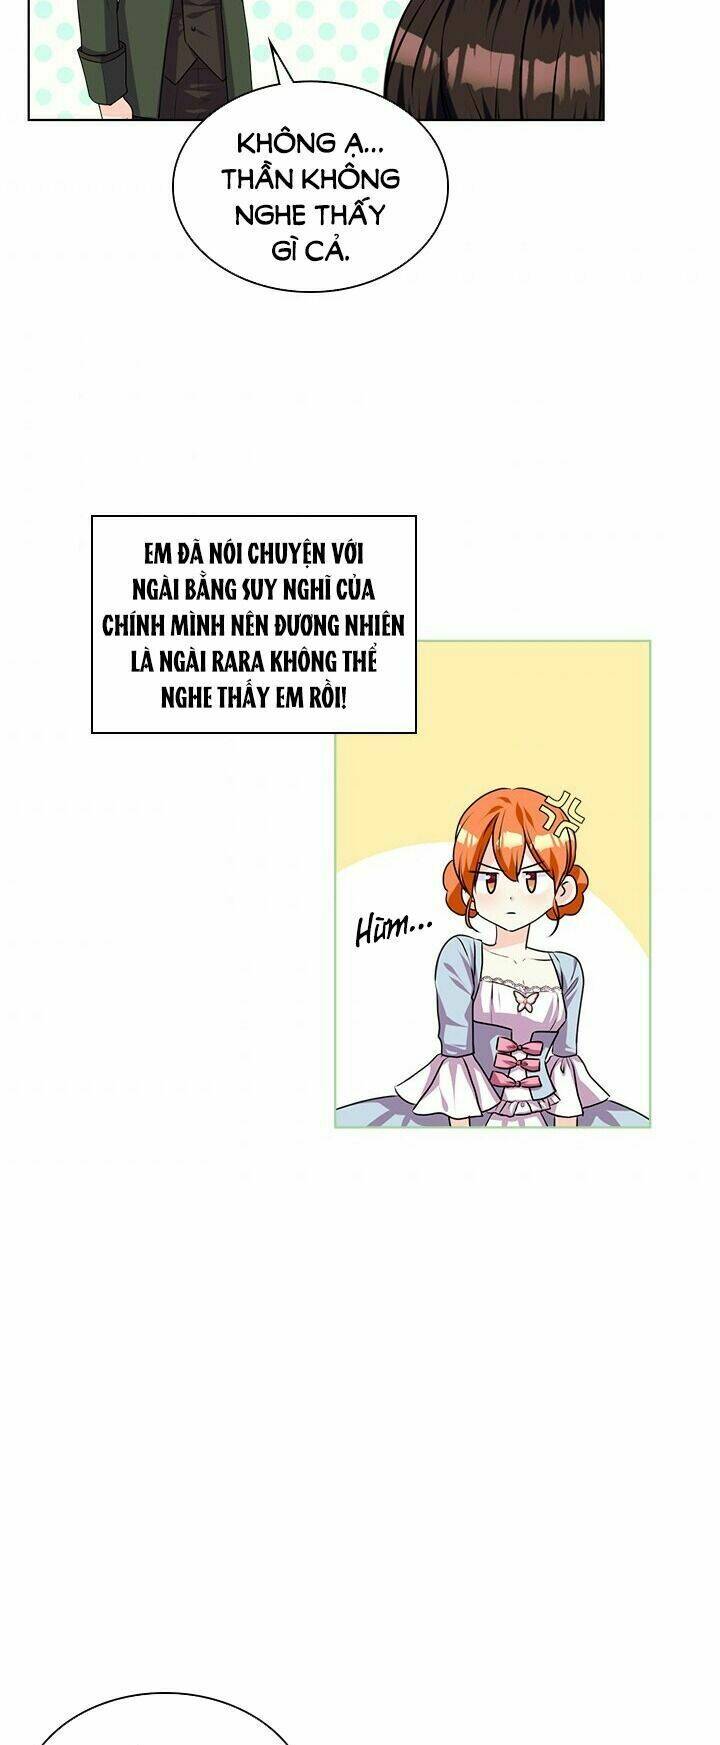 KHÔNG Ạ...
THẦN KHÔNG
NGHE THẤY
GÌ CẢ.
EM ĐÃ NÓI CHUYỆN VỚI
NGÀI BẰNG SUY NGHĨ CỦA
CHÍNH MÌNH NÊN ĐƯƠNG NHIÊN
LÀ NGÀI RARA KHÔNG THỂ
NGHE THẤY EM RỒI!
Hừm...